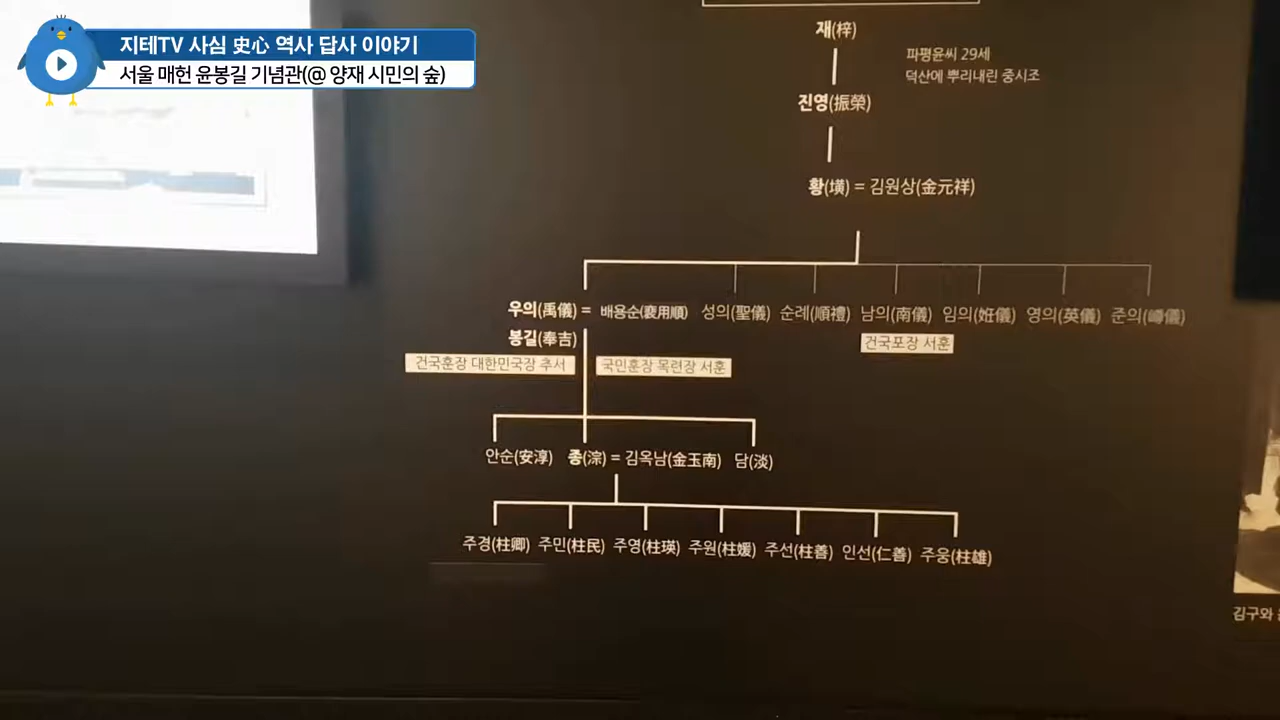 지테TV 사심 史心 역사 답사 이야기
서울 매헌 윤봉길 기념관(@ 양재 시민의 숲)
재(梓)
파평윤씨 29세
덕산에 뿌리내린 중시조
진영(振榮)
황(墴) = 김원상(金元祥)
우의(禹儀) = 배용순(裵用順) 성의(聖儀) 순례(順禮) 남의(南儀) 임의(妊儀) 영의(英儀) 준의(㟳儀)
봉길(奉吉)
건국포장 서훈
건국훈장 대한민국장 추서 국민훈장 목련장 서훈
안순(安淳) 종(淙) = 김옥남(金玉南) 담(淡)
주경(柱卿) 주민(柱民) 주영(柱瑛) 주원(柱媛) 주선(柱善) 인선(仁善) 주웅(柱雄)
김구와